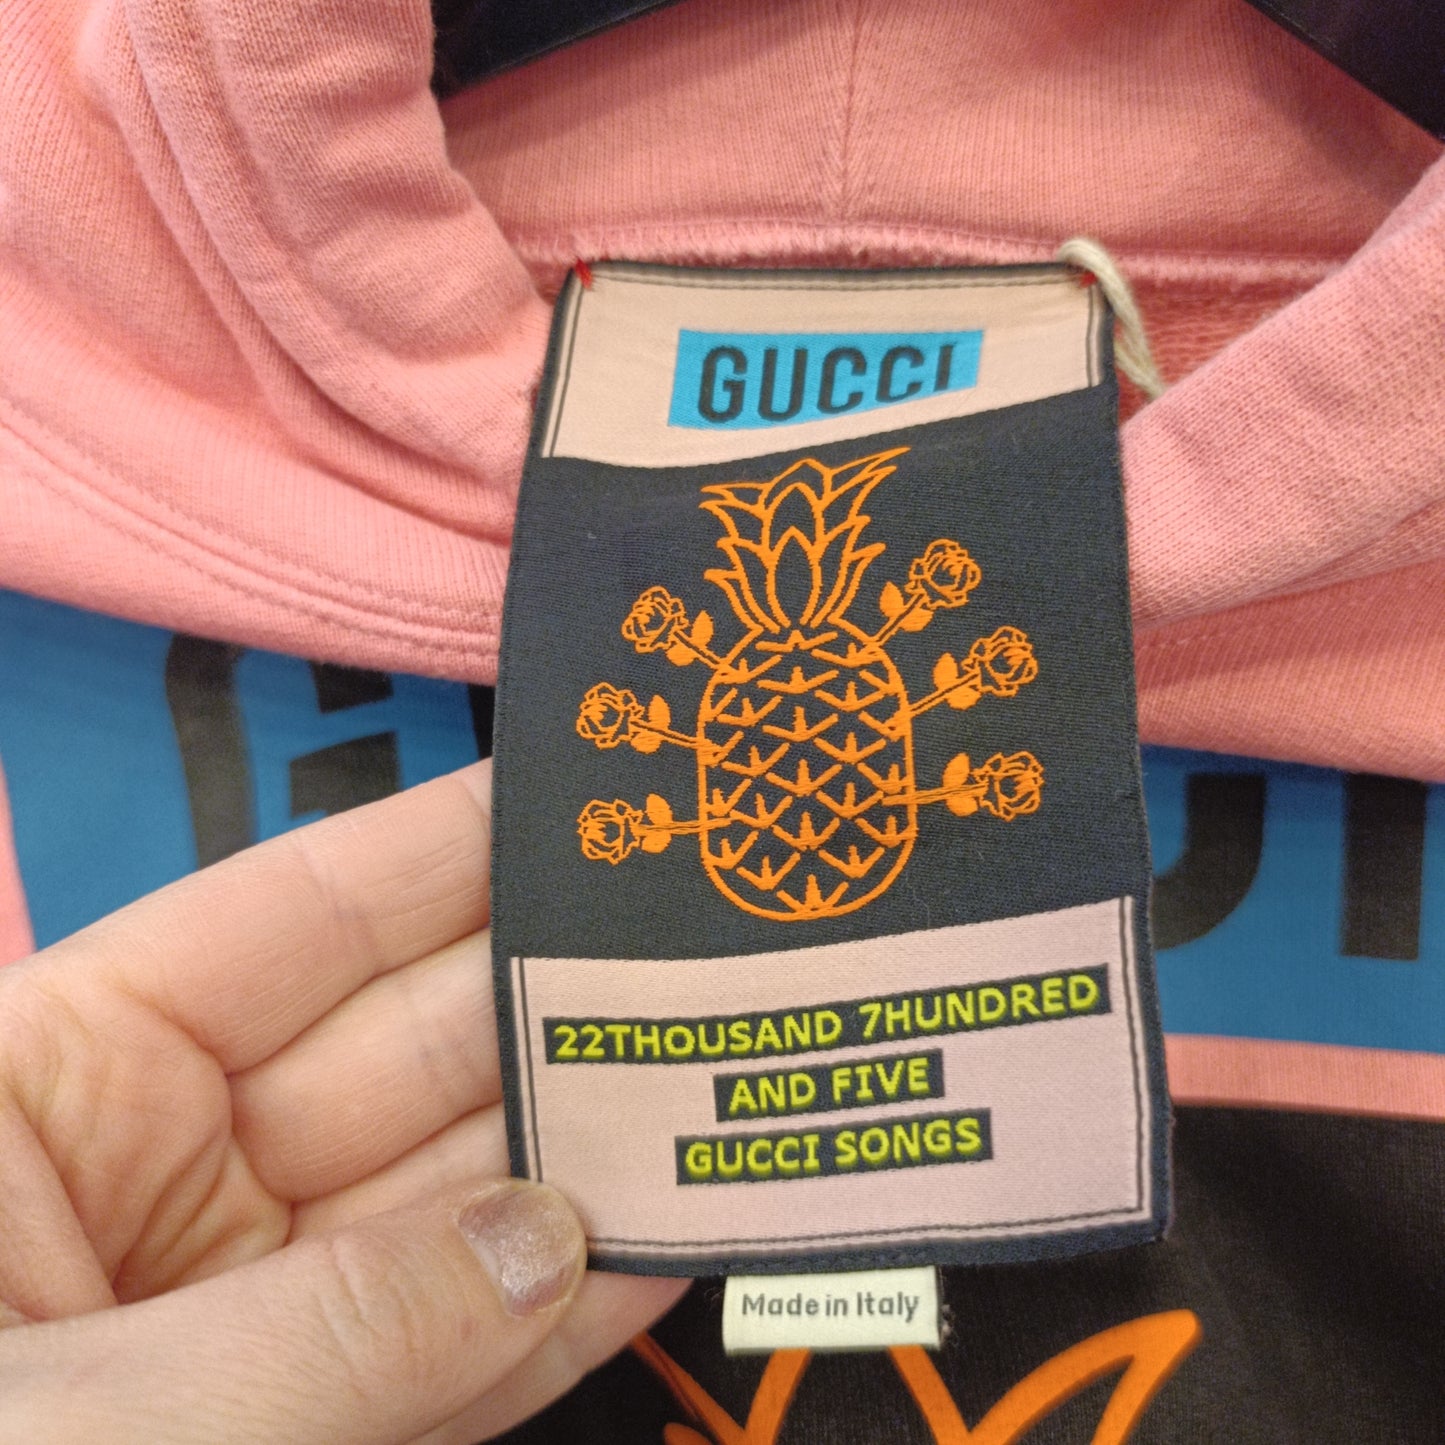 GUCCI
22THOUSAND 7HUNDRED
AND FIVE
GUCCI SONGS
Made in Italy